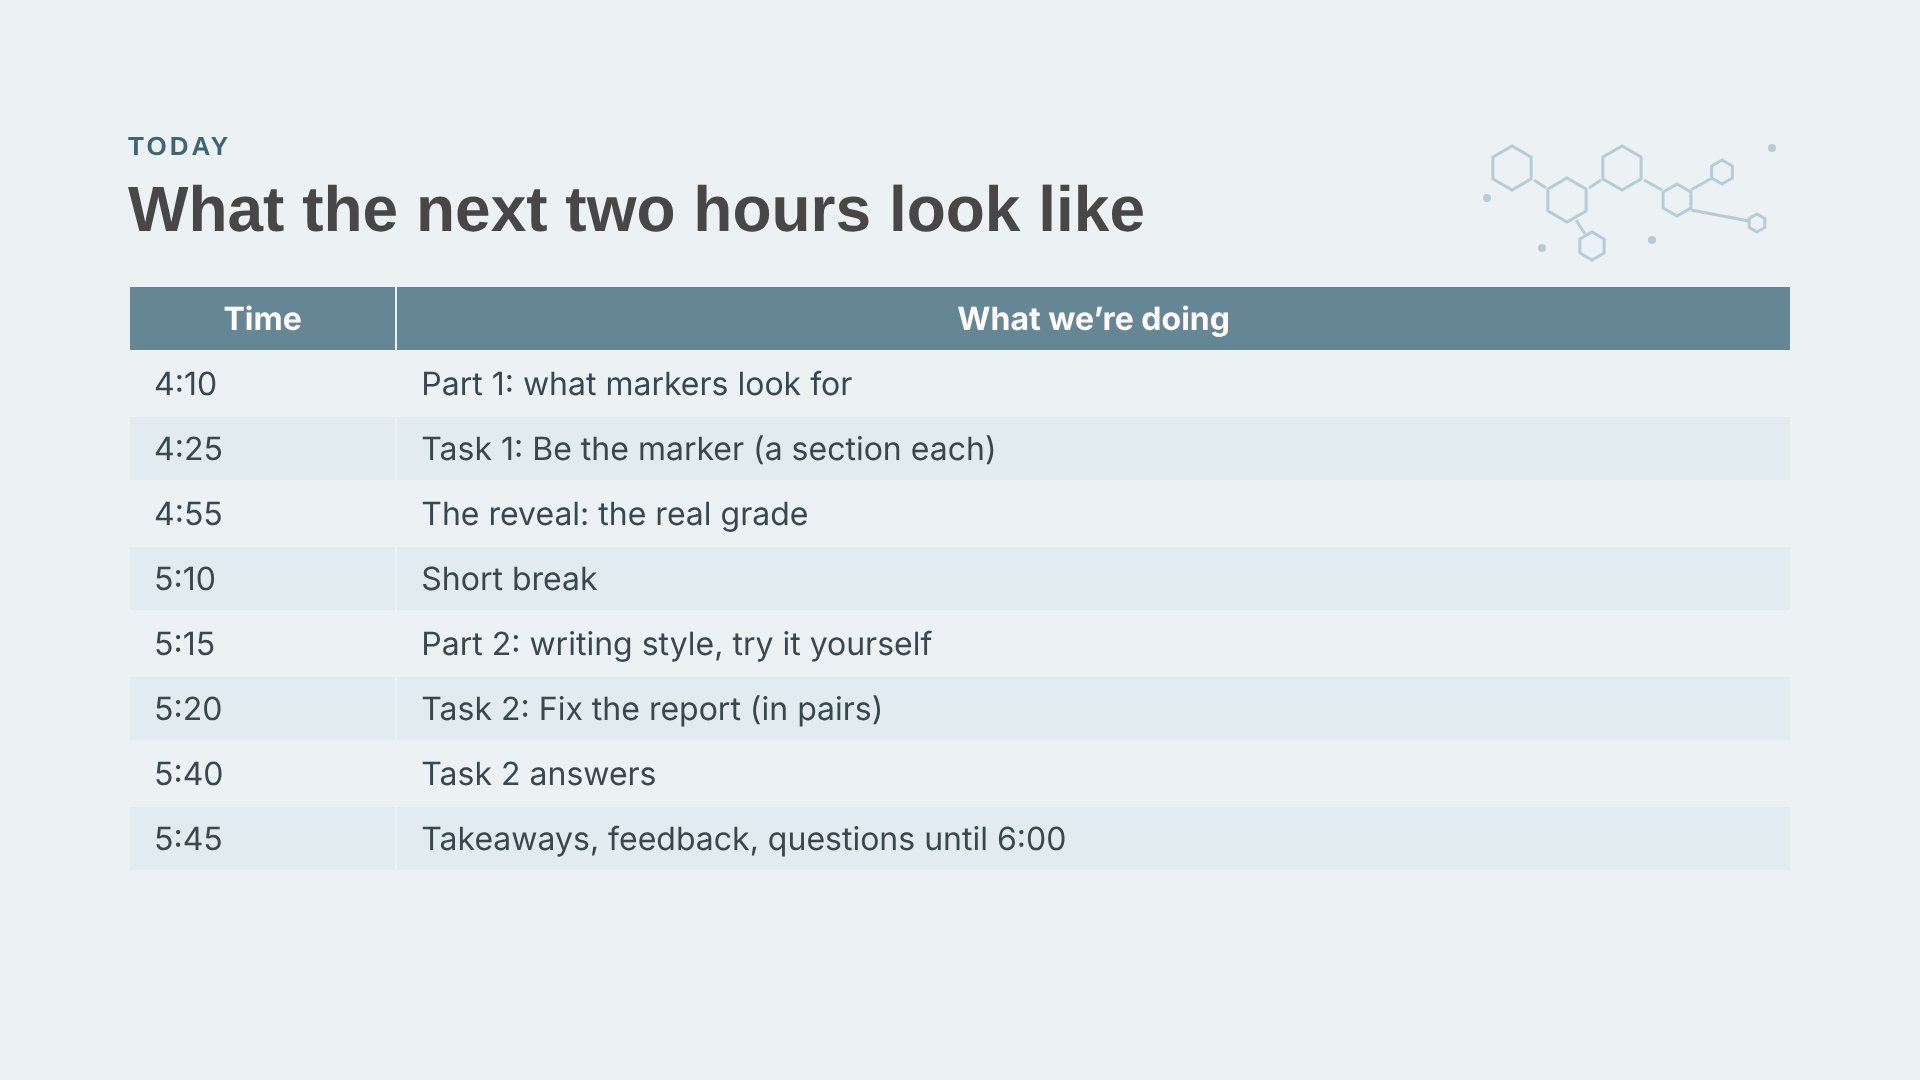 TODAY
What the next two hours look like
Time What we’re doing
4:10 Part 1: what markers look for
4:25 Task 1: Be the marker (a section each)
4:55 The reveal: the real grade
5:10 Short break
5:15 Part 2: writing style, try it yourself
5:20 Task 2: Fix the report (in pairs)
5:40 Task 2 answers
5:45 Takeaways, feedback, questions until 6:00